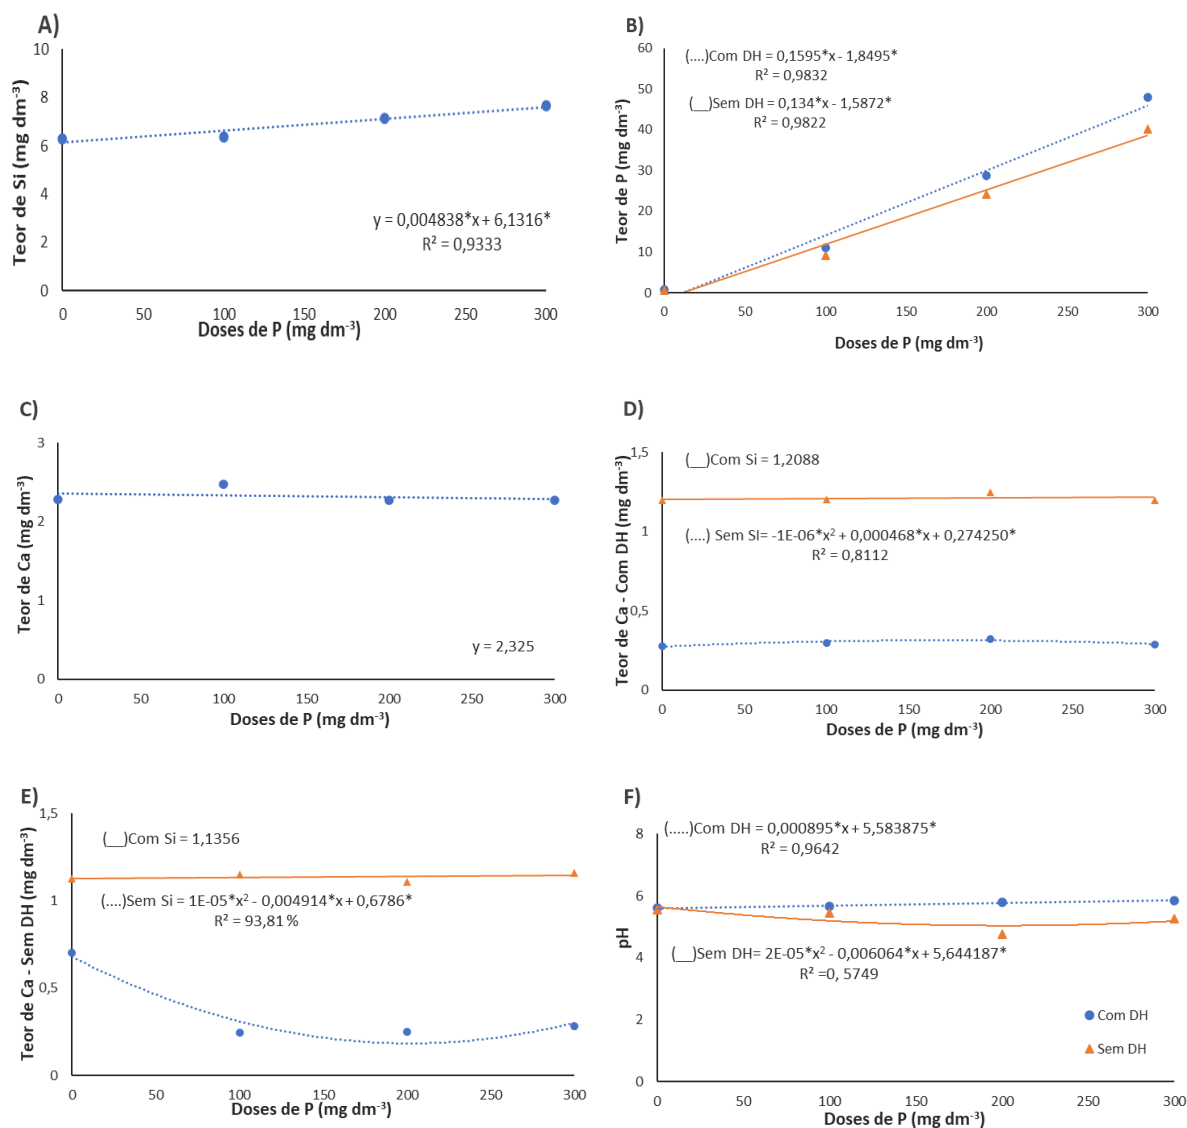 A)
10
8
6
4
2
0
Teor de Si (mg dm⁻³)
y = 0,004838*x + 6,1316*
R² = 0,9333
0 50 100 150 200 250 300
Doses de P (mg dm⁻³)
B)
60
50
40
30
20
10
0
Teor de P (mg dm⁻³)
(....)Com DH = 0,1595*x - 1,8495*
R² = 0,9832
(__)Sem DH = 0,134*x - 1,5872*
R² = 0,9822
0 50 100 150 200 250 300
Doses de P (mg dm⁻³)
C)
3
2
1
0
Teor de Ca (mg dm⁻³)
y = 2,325
0 50 100 150 200 250 300
Doses de P (mg dm⁻³)
D)
1,5
1
0,5
0
Teor de Ca - Com DH (mg dm⁻³)
(__)Com Si = 1,2088
(....) Sem SI= -1E-06*x² + 0,000468*x + 0,274250*
R² = 0,8112
0 50 100 150 200 250 300
Doses de P (mg dm⁻³)
E)
1,5
1
0,5
0
Teor de Ca - Sem DH (mg dm⁻³)
(__)Com Si = 1,1356
(....)Sem Si = 1E-05*x² - 0,004914*x + 0,6786*
R² = 93,81%
0 50 100 150 200 250 300
Doses de P (mg dm⁻³)
F)
8
6
4
2
0
pH
(.....)Com DH = 0,000895*x + 5,583875*
R² = 0,9642
(__)Sem DH= 2E-05*x² - 0,006064*x + 5,644187*
R² =0, 5749
Com DH
Sem DH
0 50 100 150 200 250 300
Doses de P (mg dm⁻³)